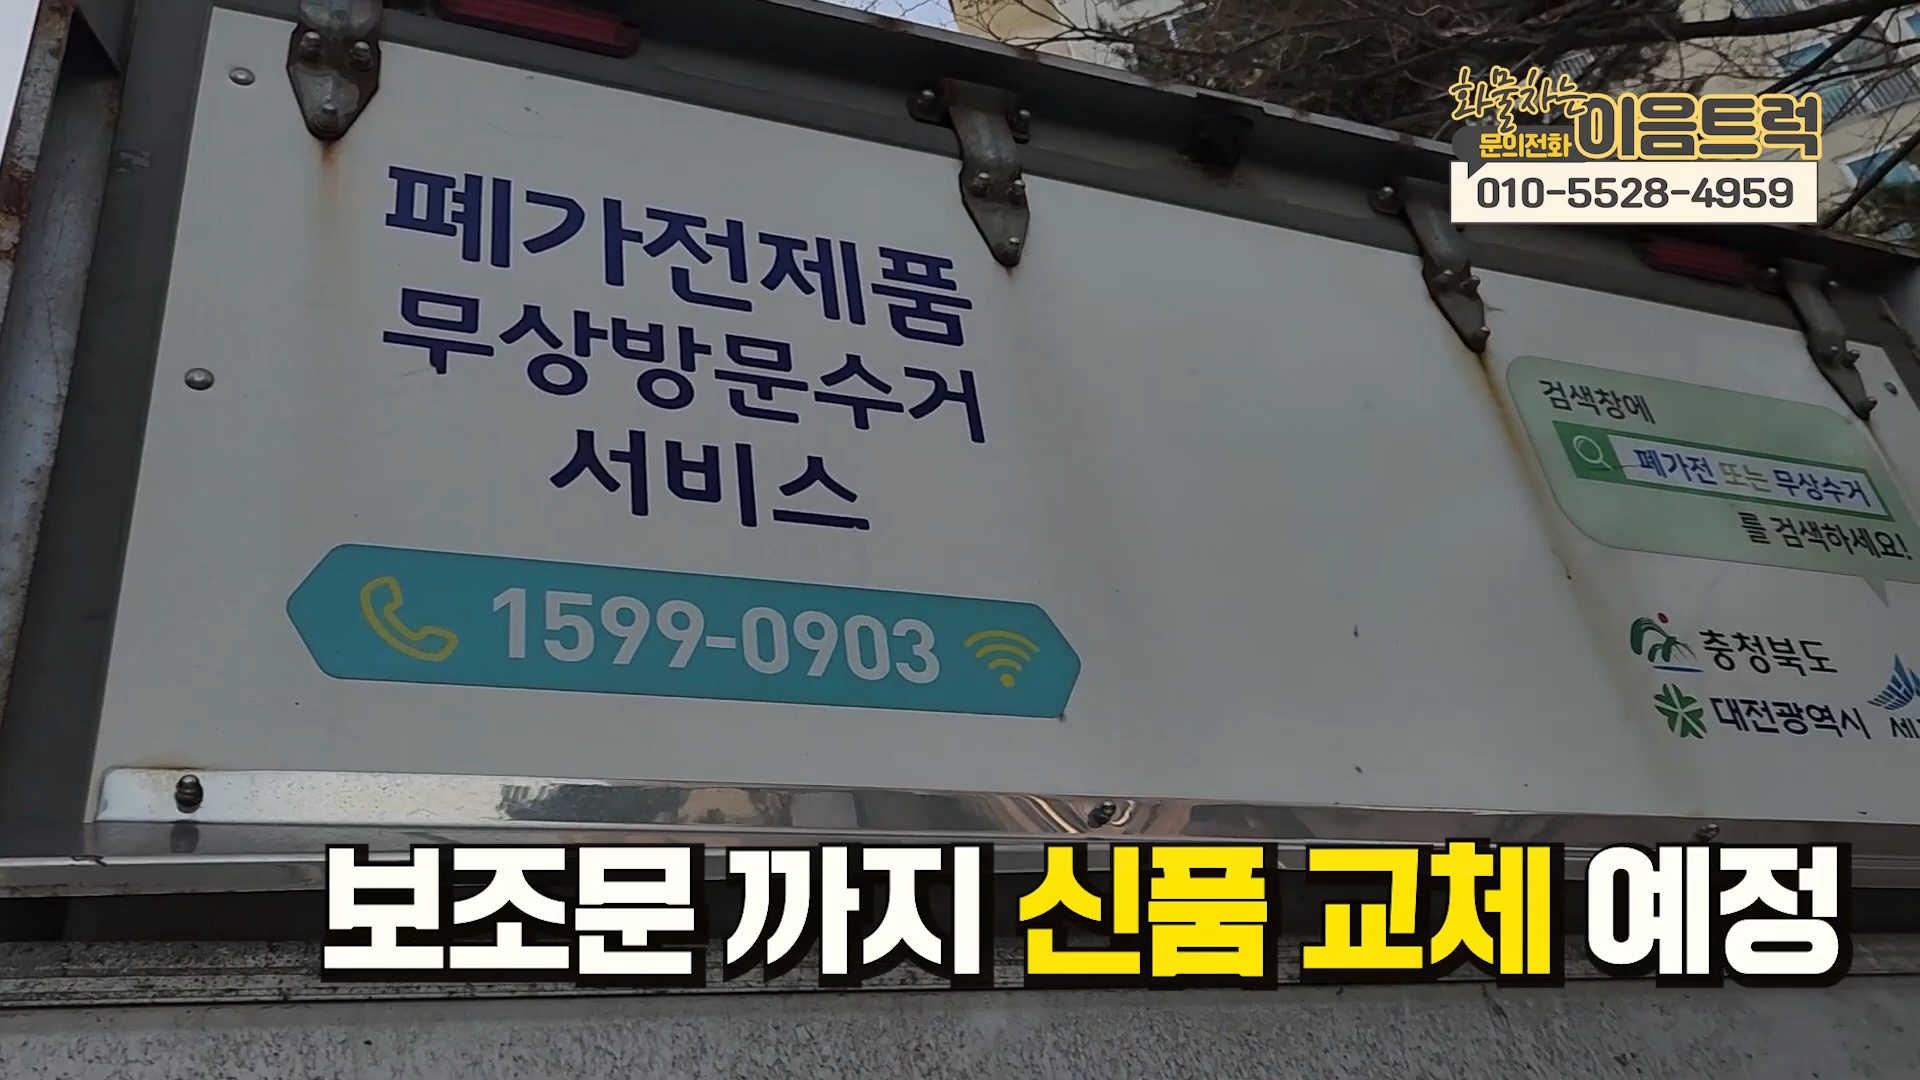 화물차는
문의전화 이음트럭
010-5528-4959
폐가전제품
무상방문수거
서비스
1599-0903
검색창에
폐가전 또는 무상수거
를 검색하세요!
충청북도
대전광역시
보조문 까지 신품 교체 예정